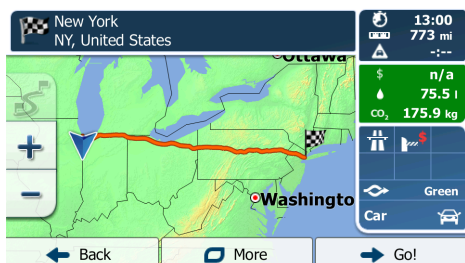 New York
NY, United States
13:00
773 mi
-:--
$ n/a
75.5 l
CO₂ 175.9 kg
Ottawa
Washingto
+
−
$
Green
Car
Back
More
Go!